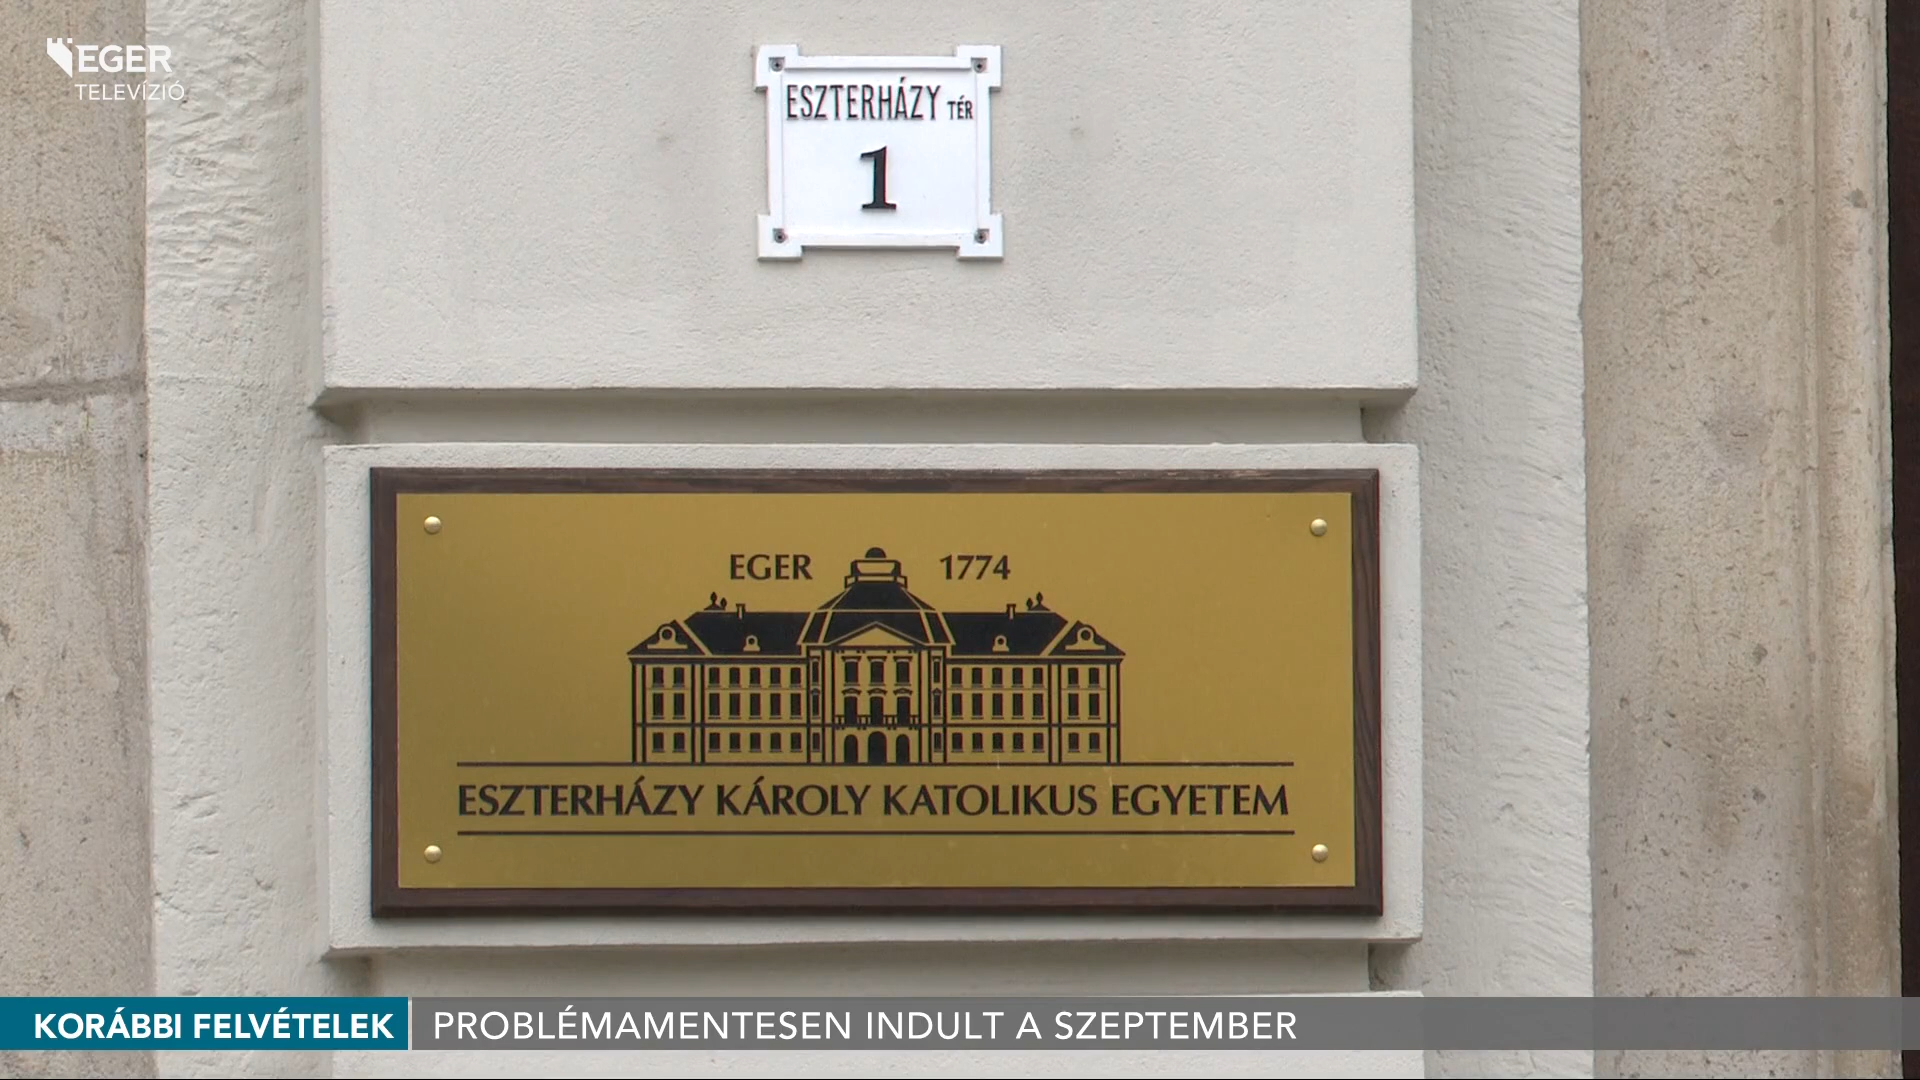 EGER
TELEVÍZIÓ
ESZTERHÁZY TÉR
1
EGER 1774
ESZTERHÁZY KÁROLY KATOLIKUS EGYETEM
KORÁBBI FELVÉTELEK PROBLÉMAMENTESEN INDULT A SZEPTEMBER